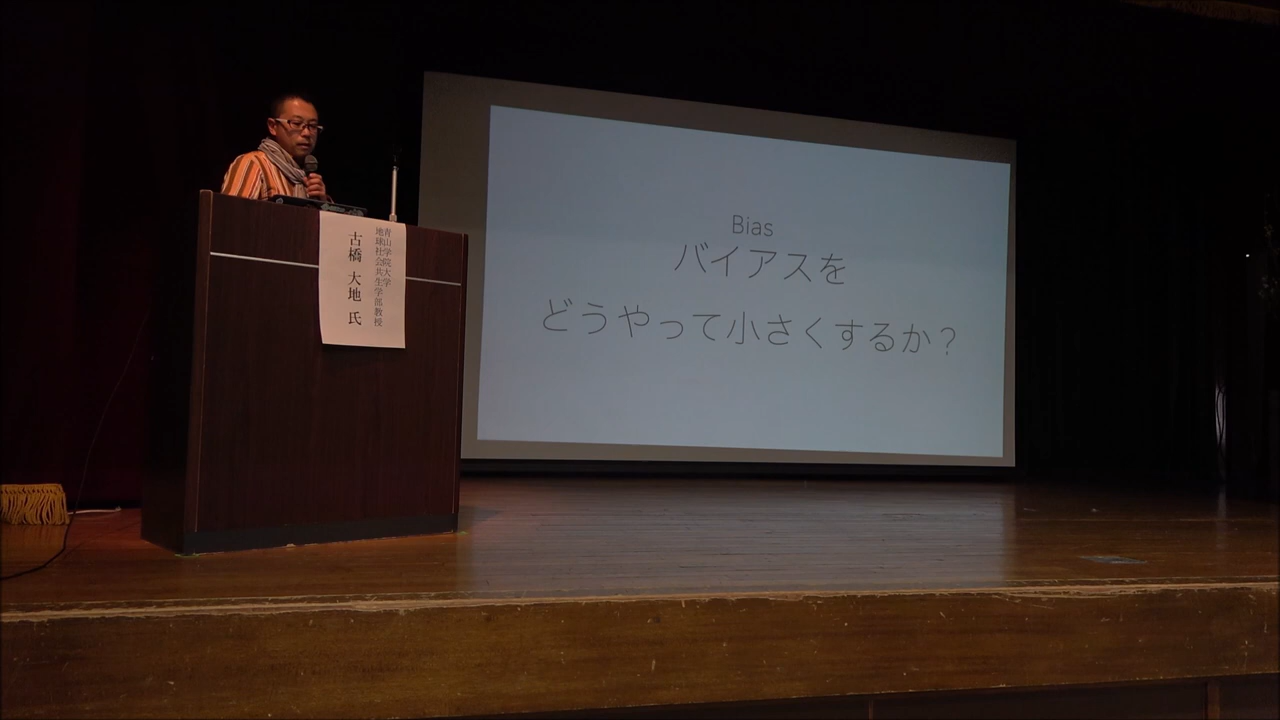 青山学院大学
地球社会共生学部教授
古橋 大地 氏
Bias
バイアスを
どうやって小さくするか？